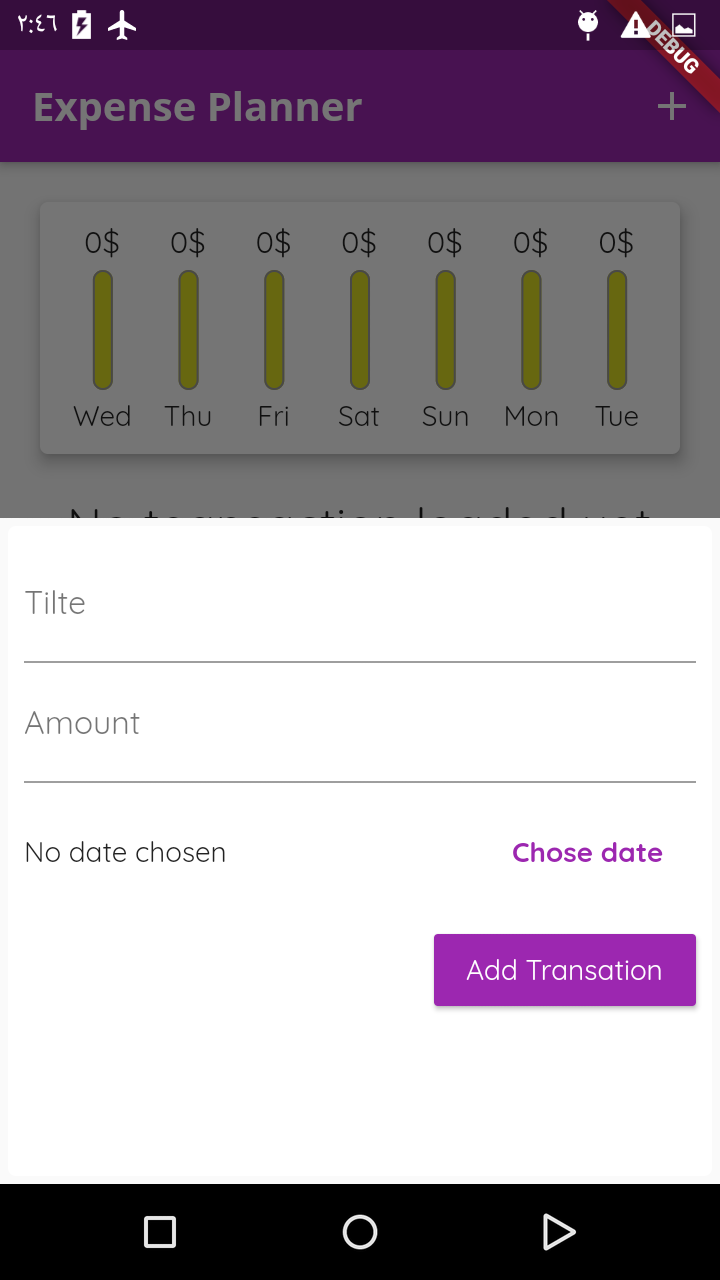 ٢:٤٦
DEBUG
Expense Planner
0$ 0$ 0$ 0$ 0$ 0$ 0$
Wed Thu Fri Sat Sun Mon Tue
Tilte
Amount
No date chosen Chose date
Add Transation